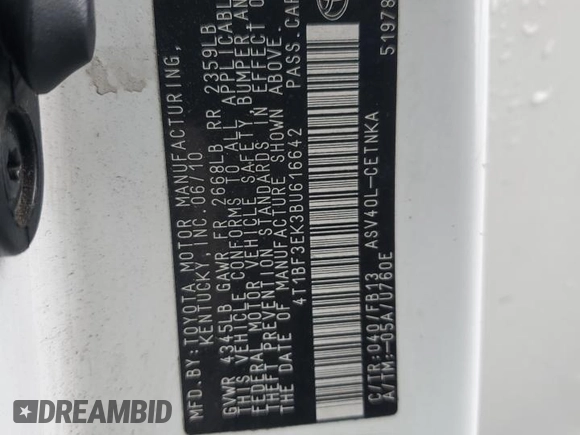 MFD.BY:TOYOTA MOTOR MANUFACTURING,
KENTUCKY, INC. 06/10
GVWR 4345LB GAWR FR 2668LB RR 2359LB
THIS VEHICLE CONFORMS TO ALL APPLICABLE
FEDERAL MOTOR VEHICLE SAFETY, BUMPER, AND
THEFT PREVENTION STANDARDS IN EFFECT ON
THE DATE OF MANUFACTURE SHOWN ABOVE.
4T1BF3EK3BU616642 PASS.CAR
C/TR:040/FB13 ASV40L-CETNKA
A/TM:-05A/U760E 51978
DREAMBID